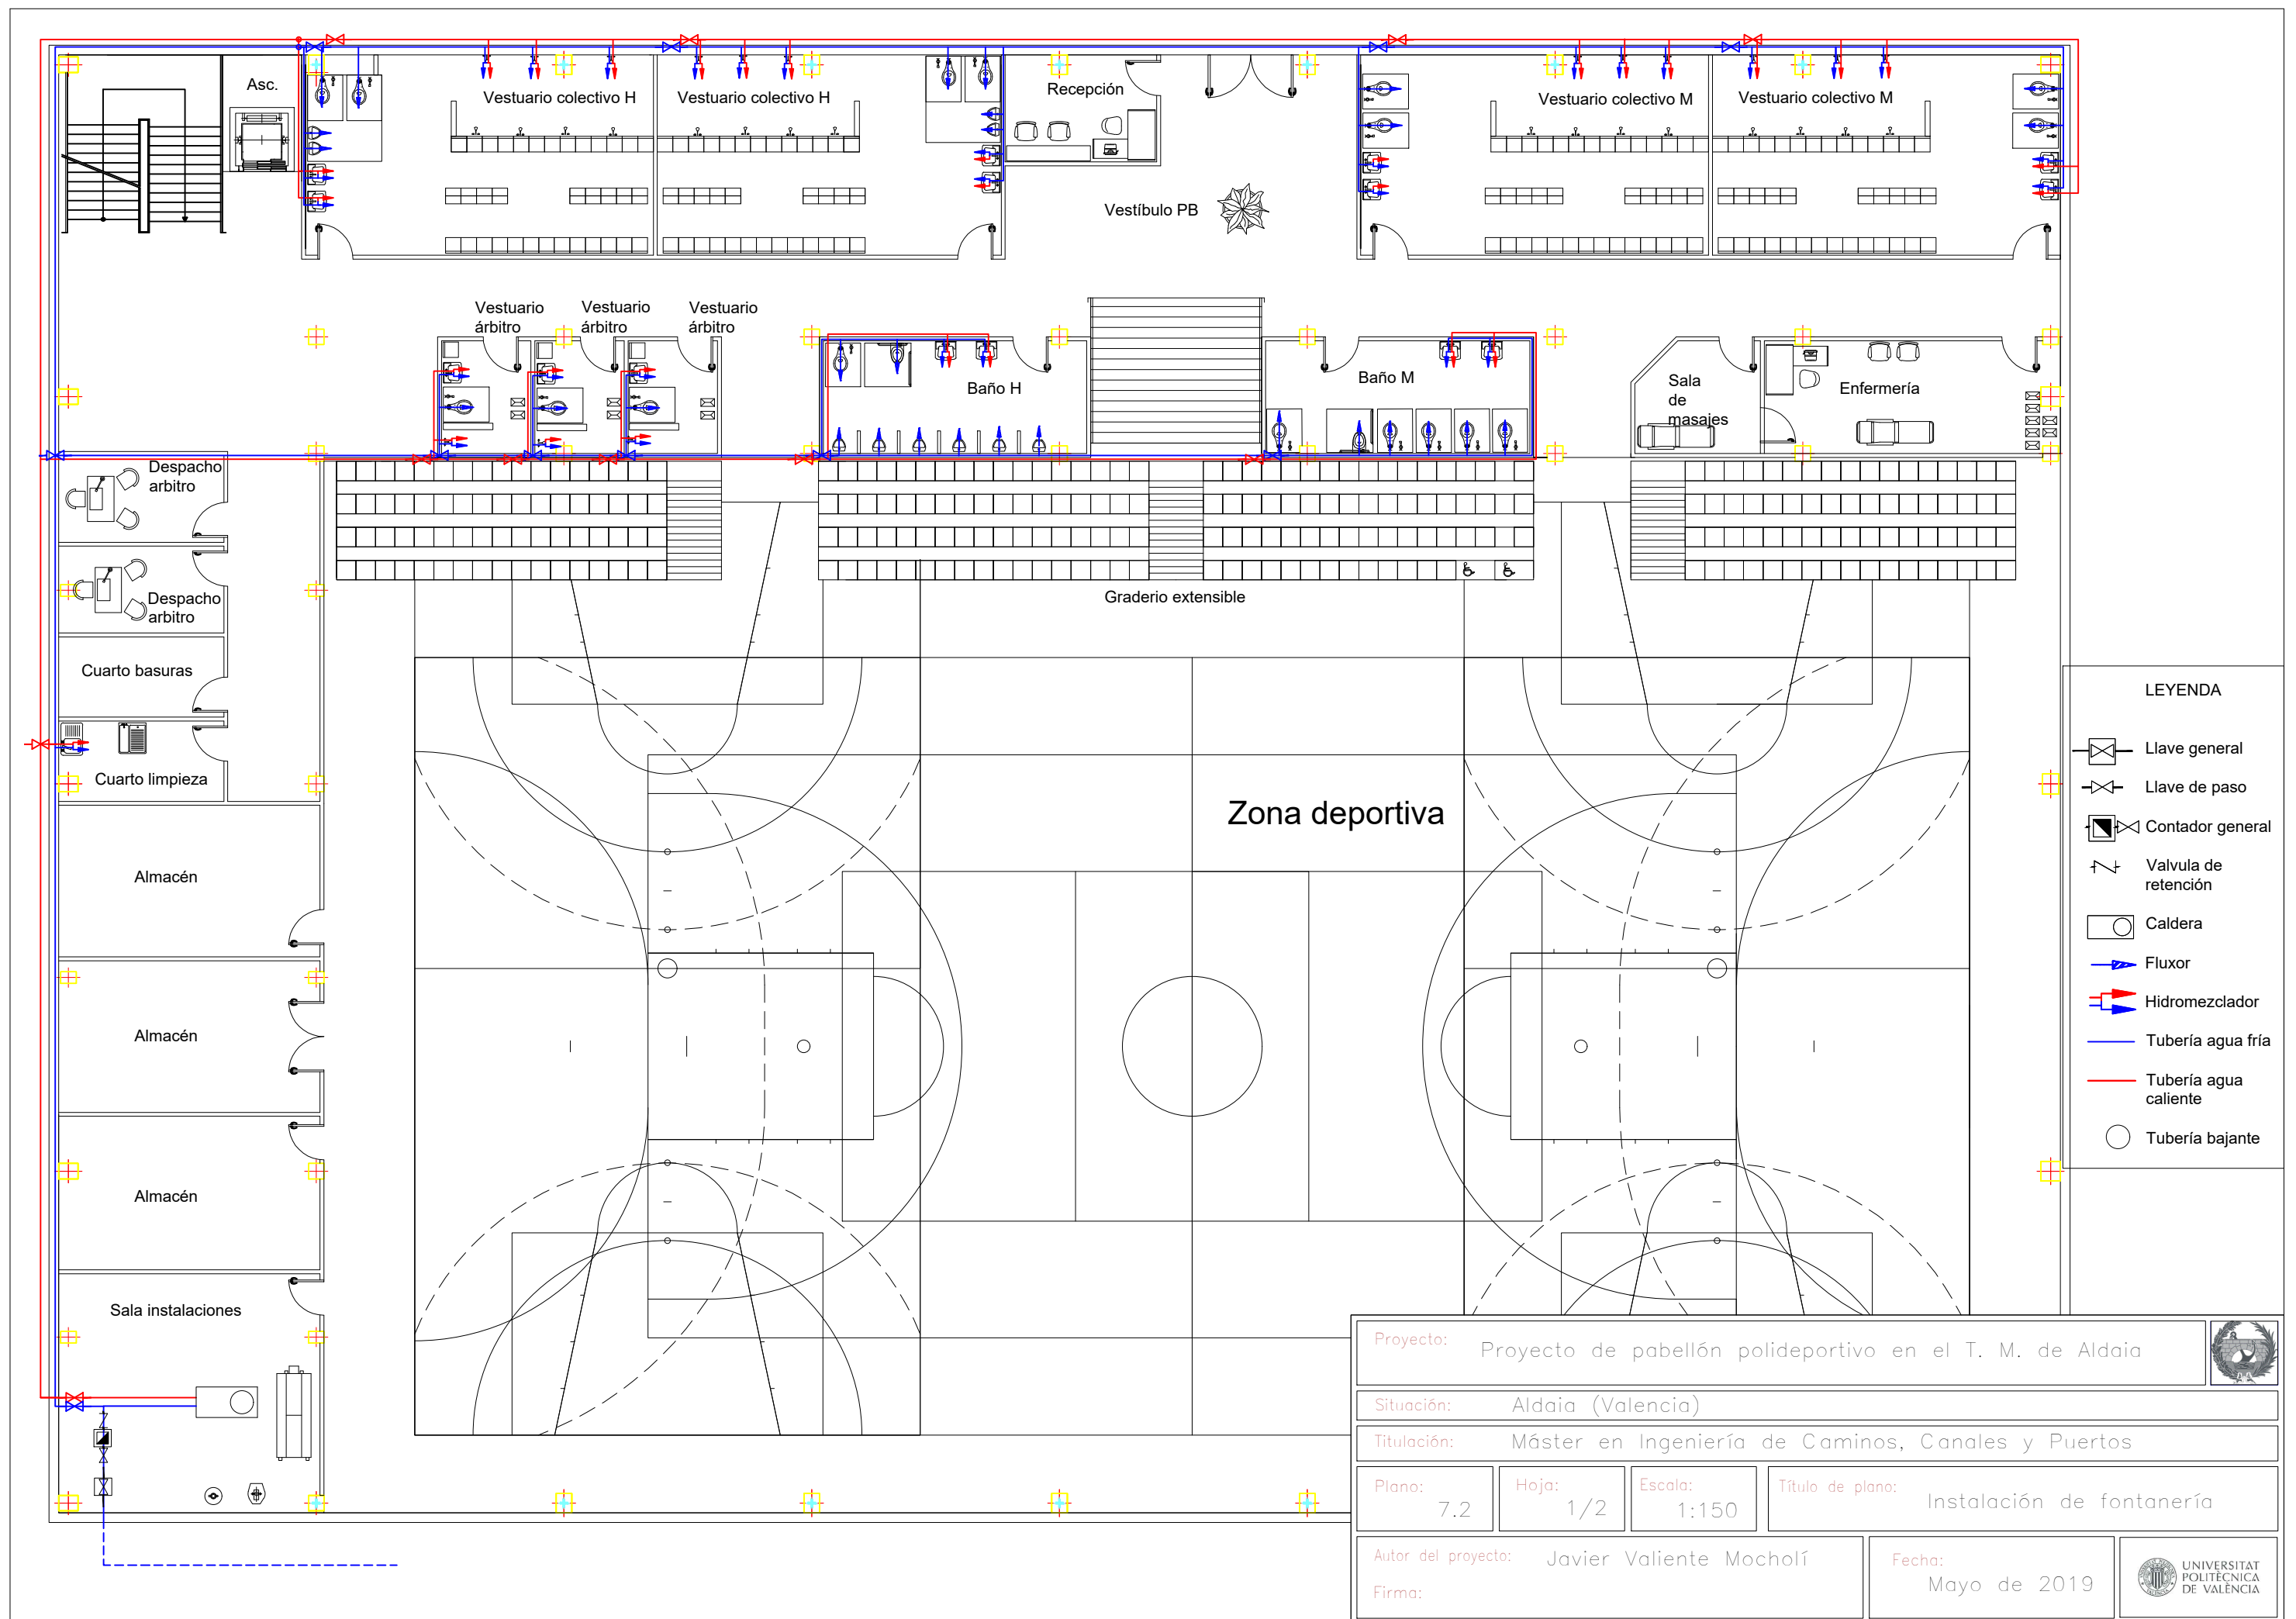 Asc.
Vestuario colectivo H
Vestuario colectivo H
Recepción
Vestuario colectivo M
Vestuario colectivo M
Vestíbulo PB
Vestuario
árbitro
Vestuario
árbitro
Vestuario
árbitro
Baño H
Baño M
Sala
de
masajes
Enfermería
Despacho
arbitro
Despacho
arbitro
Graderio extensible
Cuarto basuras
Cuarto limpieza
Zona deportiva
Almacén
Almacén
Almacén
Sala instalaciones
LEYENDA
Llave general
Llave de paso
Contador general
Valvula de
retención
Caldera
Fluxor
Hidromezclador
Tubería agua fría
Tubería agua
caliente
Tubería bajante
Proyecto: Proyecto de pabellón polideportivo en el T. M. de Aldaia
Situación: Aldaia (Valencia)
Titulación: Máster en Ingeniería de Caminos, Canales y Puertos
Plano: 7.2
Hoja: 1/2
Escala: 1:150
Título de plano: Instalación de fontanería
Autor del proyecto: Javier Valiente Mocholí
Firma:
Fecha:
Mayo de 2019
UNIVERSITAT
POLITÈCNICA
DE VALÈNCIA